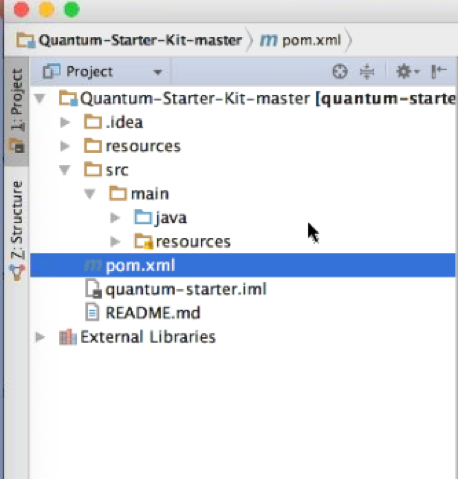 Quantum-Starter-Kit-master
pom.xml
1: Project
Project
Quantum-Starter-Kit-master [quantum-starte
.idea
resources
src
main
java
resources
pom.xml
quantum-starter.iml
README.md
External Libraries
Z: Structure